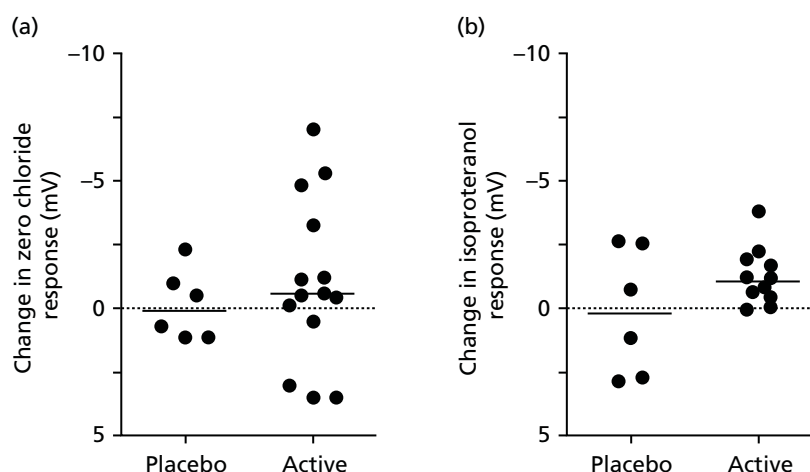 (a)
Change in zero chloride
response (mV)
–10
–5
0
5
Placebo
Active
(b)
Change in isoproteranol
response (mV)
–10
–5
0
5
Placebo
Active